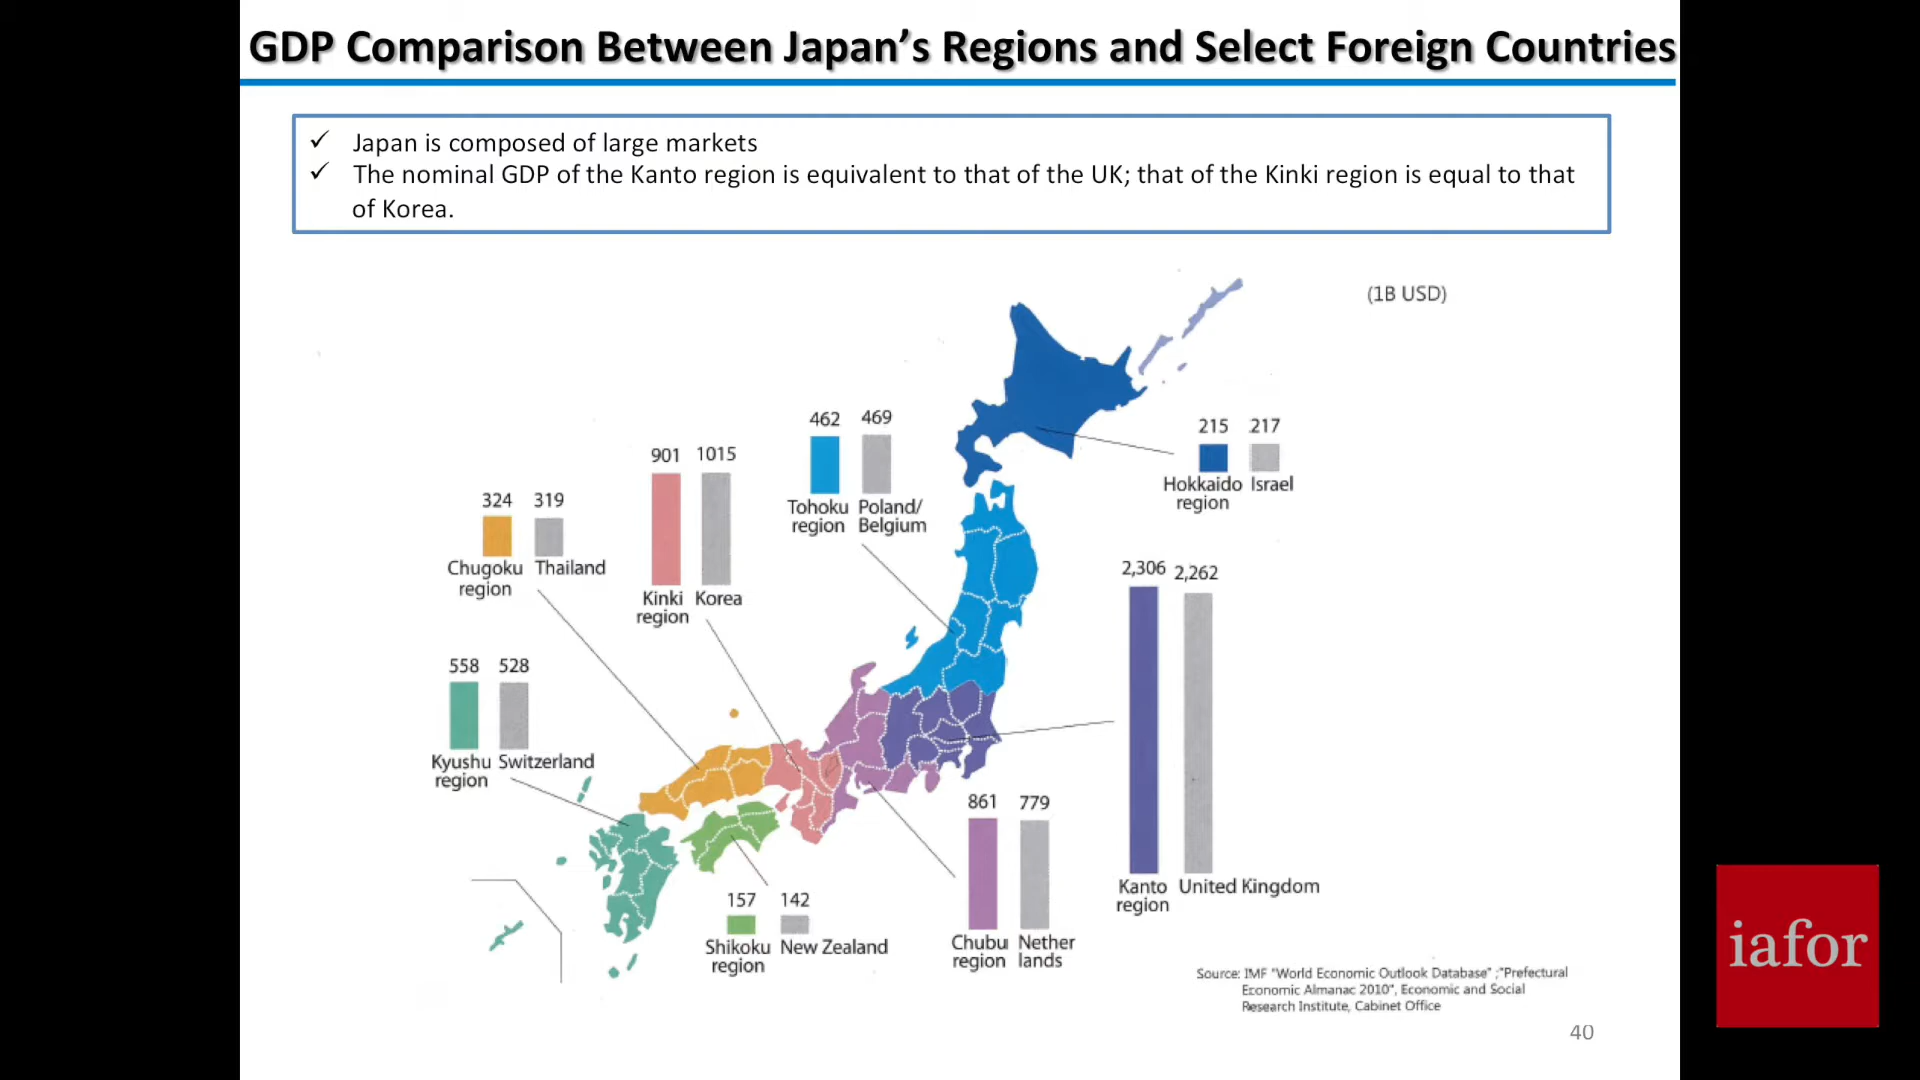 GDP Comparison Between Japan’s Regions and Select Foreign Countries
✓ Japan is composed of large markets
✓ The nominal GDP of the Kanto region is equivalent to that of the UK; that of the Kinki region is equal to that
of Korea.
(1B USD)
215 217
Hokkaido Israel
region
462 469
Tohoku Poland/
region Belgium
901 1015
Kinki Korea
region
324 319
Chugoku Thailand
region
2,306 2,262
Kanto United Kingdom
region
558 528
Kyushu Switzerland
region
861 779
Chubu Nether
region lands
157 142
Shikoku New Zealand
region
Source: IMF "World Economic Outlook Database" ;"Prefectural
Economic Almanac 2010", Economic and Social
Research Institute, Cabinet Office
40
iafor